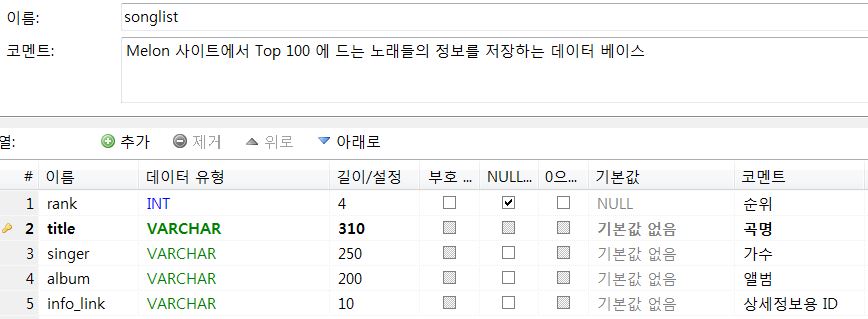 이름: songlist
코멘트: Melon 사이트에서 Top 100 에 드는 노래들의 정보를 저장하는 데이터 베이스
열: 추가 제거 위로 아래로
# 이름 데이터 유형 길이/설정 부호 ... NULL... 0으... 기본값 코멘트
1 rank INT 4 NULL 순위
2 title VARCHAR 310 기본값 없음 곡명
3 singer VARCHAR 250 기본값 없음 가수
4 album VARCHAR 200 기본값 없음 앨범
5 info_link VARCHAR 10 기본값 없음 상세정보용 ID